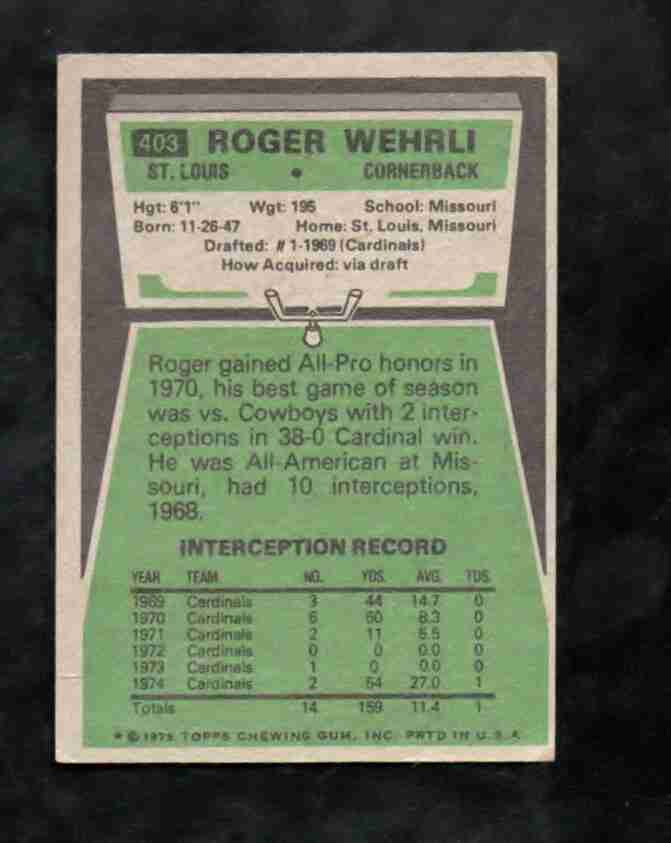 403 ROGER WEHRLI
ST. LOUIS • CORNERBACK
Hgt: 6'1" Wgt: 195 School: Missouri
Born: 11-26-47 Home: St. Louis, Missouri
Drafted: #1-1969 (Cardinals)
How Acquired: via draft
Roger gained All-Pro honors in
1970, his best game of season
was vs. Cowboys with 2 inter-
ceptions in 38-0 Cardinal win.
He was All-American at Mis-
souri, had 10 interceptions,
1968.
INTERCEPTION RECORD
YEAR TEAM NO. YDS. AVG. TDS.
1969 Cardinals 3 44 14.7 0
1970 Cardinals 6 50 8.3 0
1971 Cardinals 2 11 5.5 0
1972 Cardinals 0 0 0.0 0
1973 Cardinals 1 0 0.0 0
1974 Cardinals 2 54 27.0 1
Totals 14 159 11.4 1
* © 1975 TOPPS CHEWING GUM, INC. PRTD IN U.S.A.